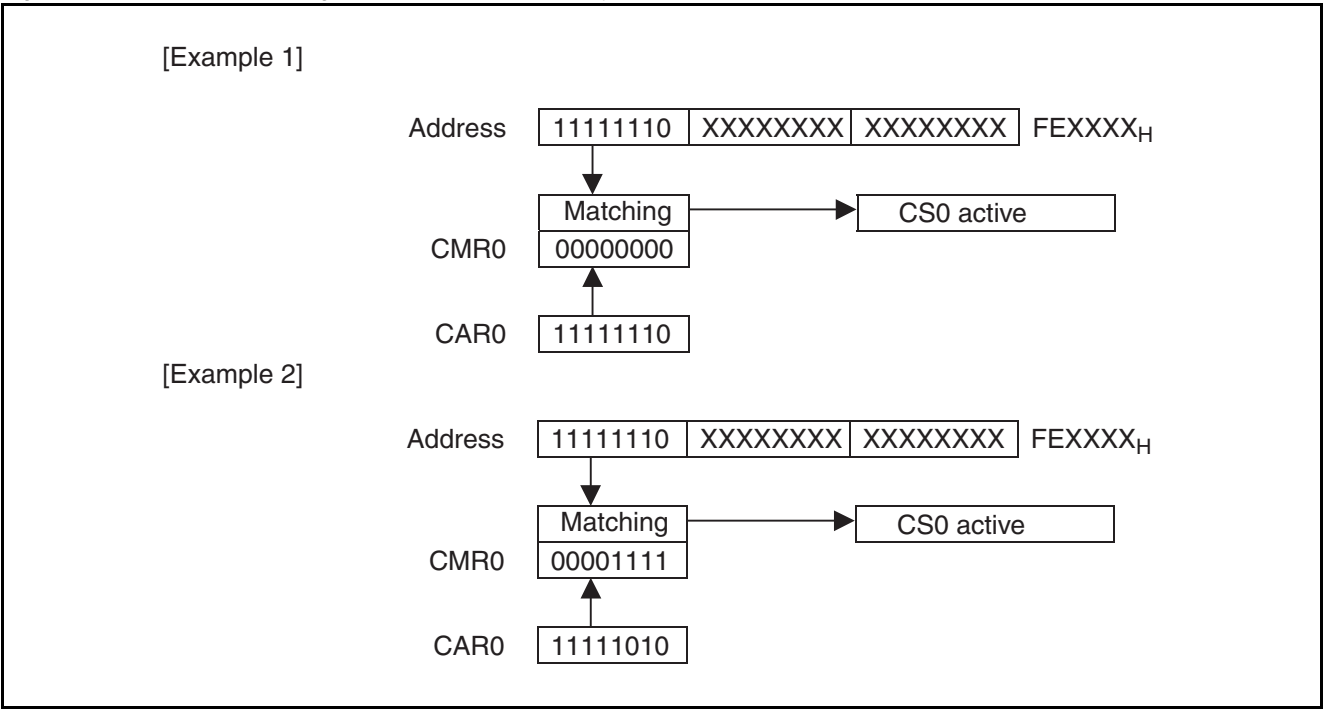 [Example 1]
Address 11111110 XXXXXXXX XXXXXXXX FEXXXXH
Matching CS0 active
CMR0 00000000
CAR0 11111110
[Example 2]
Address 11111110 XXXXXXXX XXXXXXXX FEXXXXH
Matching CS0 active
CMR0 00001111
CAR0 11111010